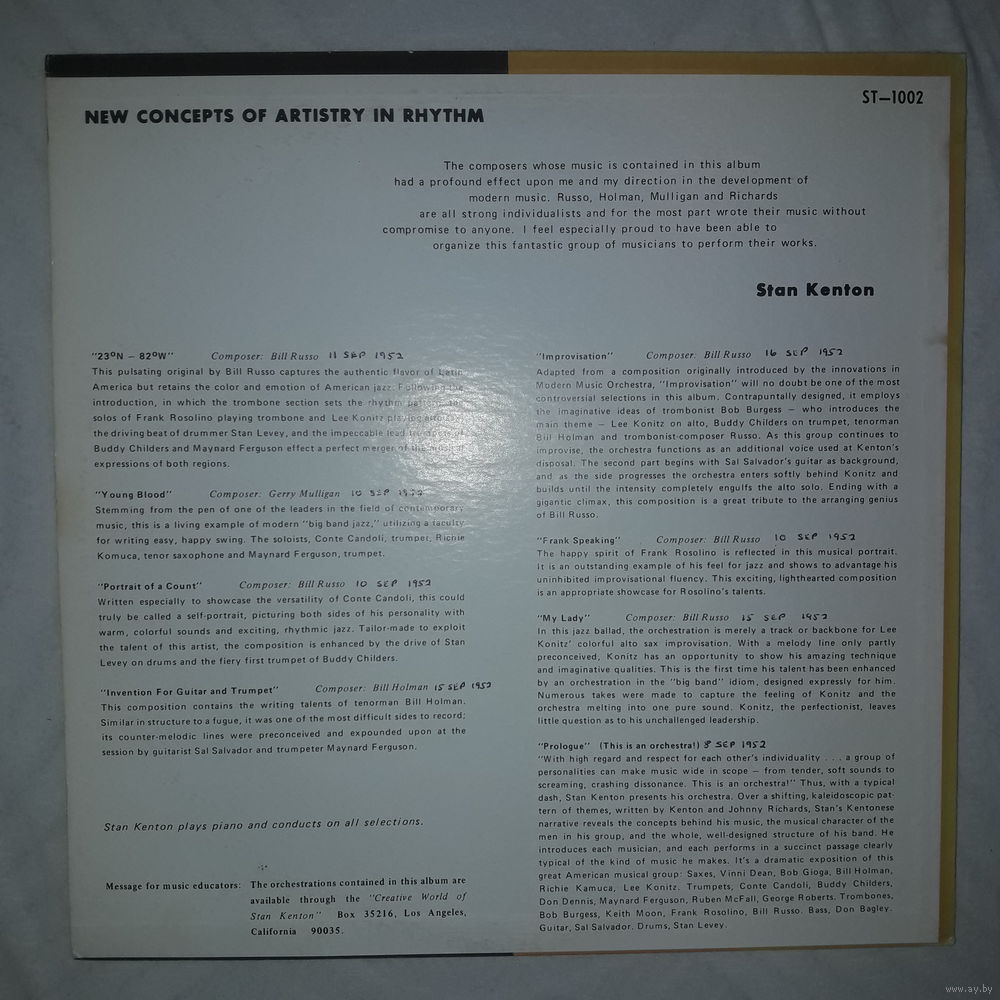 ST—1002
NEW CONCEPTS OF ARTISTRY IN RHYTHM
The composers whose music is contained in this album
had a profound effect upon me and my direction in the development of
modern music. Russo, Holman, Mulligan and Richards
are all strong individualists and for the most part wrote their music without
compromise to anyone. I feel especially proud to have been able to
organize this fantastic group of musicians to perform their works.
Stan Kenton
"23ºN – 82ºW" Composer: Bill Russo 11 SEP 1952
This pulsating original by Bill Russo captures the authentic flavor of Latin
America but retains the color and emotion of American jazz. Following the
introduction, in which the trombone section sets the rhythm pattern, the
solos of Frank Rosolino playing trombone and Lee Konitz playing alto,
the driving beat of drummer Stan Levey, and the impeccable lead trumpets of
Buddy Childers and Maynard Ferguson effect a perfect merger of the musical
expressions of both regions.
"Young Blood" Composer: Gerry Mulligan 10 SEP 1952
Stemming from the pen of one of the leaders in the field of contemporary
music, this is a living example of modern "big band jazz," utilizing a faculty
for writing easy, happy swing. The soloists, Conte Candoli, trumpet, Richie
Komuca, tenor saxophone and Maynard Ferguson, trumpet.
"Portrait of a Count" Composer: Bill Russo 10 SEP 1952
Written especially to showcase the versatility of Conte Candoli, this could
truly be called a self-portrait, picturing both sides of his personality with
warm, colorful sounds and exciting, rhythmic jazz. Tailor-made to exploit
the talent of this artist, the composition is enhanced by the drive of Stan
Levey on drums and the fiery first trumpet of Buddy Childers.
"Invention For Guitar and Trumpet" Composer: Bill Holman 15 SEP 1952
This composition contains the writing talents of tenorman Bill Holman.
Similar in structure to a fugue, it was one of the most difficult sides to record;
its counter-melodic lines were preconceived and expounded upon at the
session by guitarist Sal Salvador and trumpeter Maynard Ferguson.
Stan Kenton plays piano and conducts on all selections.
Message for music educators: The orchestrations contained in this album are
available through the "Creative World of
Stan Kenton" Box 35216, Los Angeles,
California 90035.
"Improvisation" Composer: Bill Russo 16 SEP 1952
Adapted from a composition originally introduced by the innovations in
Modern Music Orchestra, "Improvisation" will no doubt be one of the most
controversial selections in this album. Contrapuntally designed, it employs
the imaginative ideas of trombonist Bob Burgess – who introduces the
main theme – Lee Konitz on alto, Buddy Childers on trumpet, tenorman
Bill Holman and trombonist-composer Russo. As this group continues to
improvise, the orchestra functions as an additional voice used at Kenton's
disposal. The second part begins with Sal Salvador's guitar as background,
and as the side progresses the orchestra enters softly behind Konitz and
builds until the intensity completely engulfs the alto solo. Ending with a
gigantic climax, this composition is a great tribute to the arranging genius
of Bill Russo.
"Frank Speaking" Composer: Bill Russo 10 SEP 1952
The happy spirit of Frank Rosolino is reflected in this musical portrait.
It is an outstanding example of his feel for jazz and shows to advantage his
uninhibited improvisational fluency. This exciting, lighthearted composition
is an appropriate showcase for Rosolino's talents.
"My Lady" Composer: Bill Russo 15 SEP 1952
In this jazz ballad, the orchestration is merely a track or backbone for Lee
Konitz' colorful alto sax improvisation. With a melody line only partly
preconceived, Konitz has an opportunity to show his amazing technique
and imaginative qualities. This is the first time his talent has been enhanced
by an orchestration in the "big band" idiom, designed expressly for him.
Numerous takes were made to capture the feeling of Konitz and the
orchestra melting into one pure sound. Konitz, the perfectionist, leaves
little question as to his unchallenged leadership.
"Prologue" (This is an orchestra!) 8 SEP 1952
"With high regard and respect for each other's individuality . . . a group of
personalities can make music wide in scope – from tender, soft sounds to
screaming, crashing dissonance. This is an orchestra!" Thus, with a typical
dash, Stan Kenton presents his orchestra. Over a shifting, kaleidoscopic pat-
tern of themes, written by Kenton and Johnny Richards, Stan's Kentonese
narrative reveals the concepts behind his music, the musical character of the
men in his group, and the whole, well-designed structure of his band. He
introduces each musician, and each performs in a succinct passage clearly
typical of the kind of music he makes. It's a dramatic exposition of this
great American musical group: Saxes, Vinni Dean, Bob Gioga, Bill Holman,
Richie Kamuca, Lee Konitz. Trumpets, Conte Candoli, Buddy Childers,
Don Dennis, Maynard Ferguson, Ruben McFall, George Roberts. Trombones,
Bob Burgess, Keith Moon, Frank Rosolino, Bill Russo. Bass, Don Bagley.
Guitar, Sal Salvador. Drums, Stan Levey.
www.ay.by